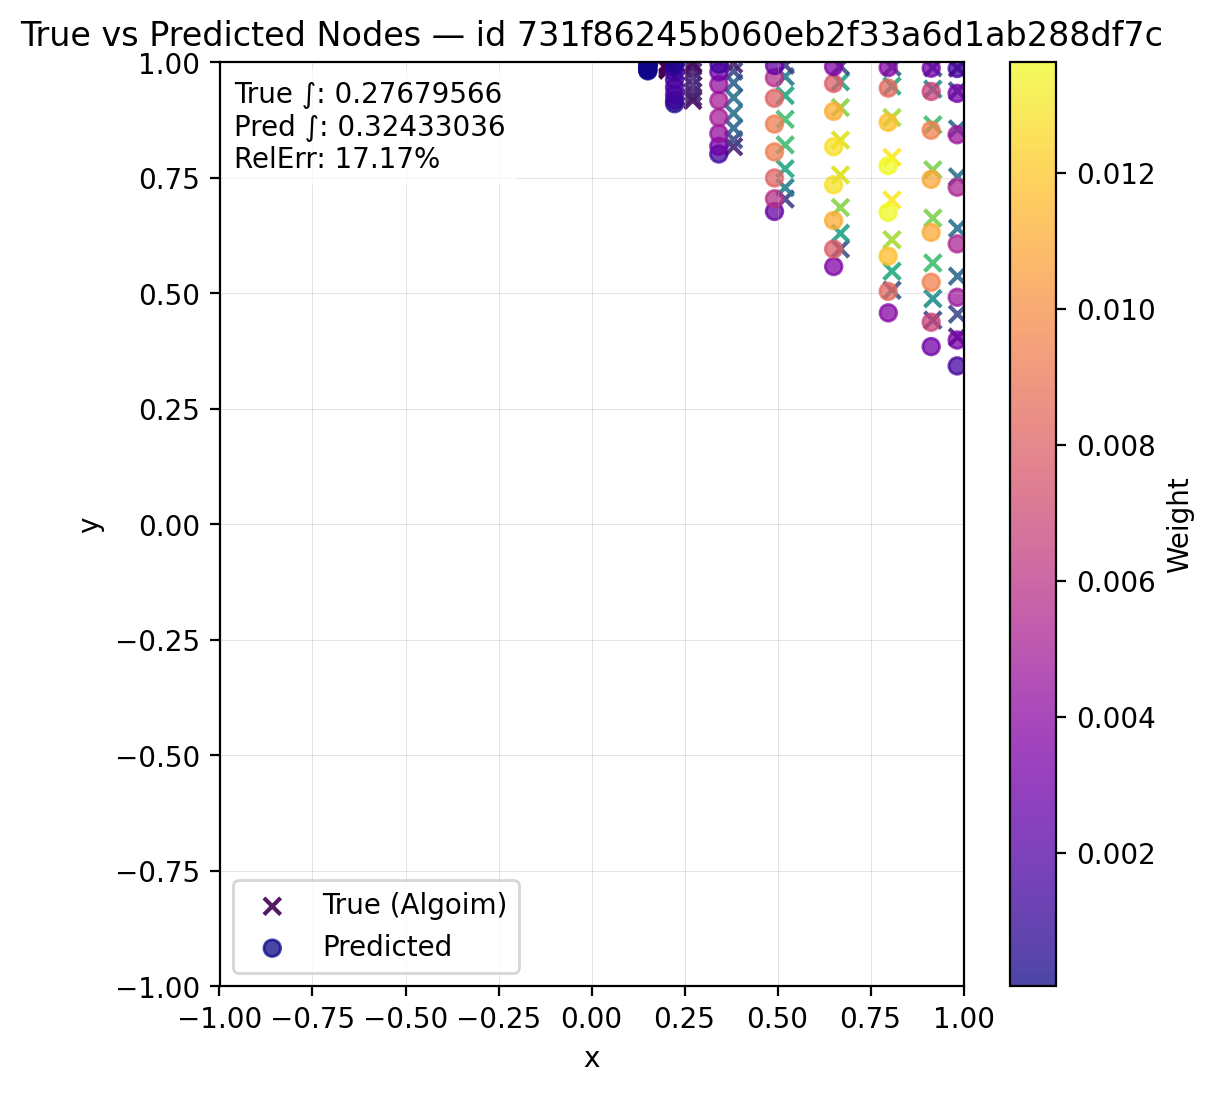 True vs Predicted Nodes — id 731f86245b060eb2f33a6d1ab288df7c
True ∫: 0.27679566
Pred ∫: 0.32433036
RelErr: 17.17%
1.00
0.75
0.50
0.25
0.00
−0.25
−0.50
−0.75
−1.00
y
True (Algoim)
Predicted
−1.00 −0.75 −0.50 −0.25 0.00 0.25 0.50 0.75 1.00
x
0.012
0.010
0.008
0.006
0.004
0.002
Weight